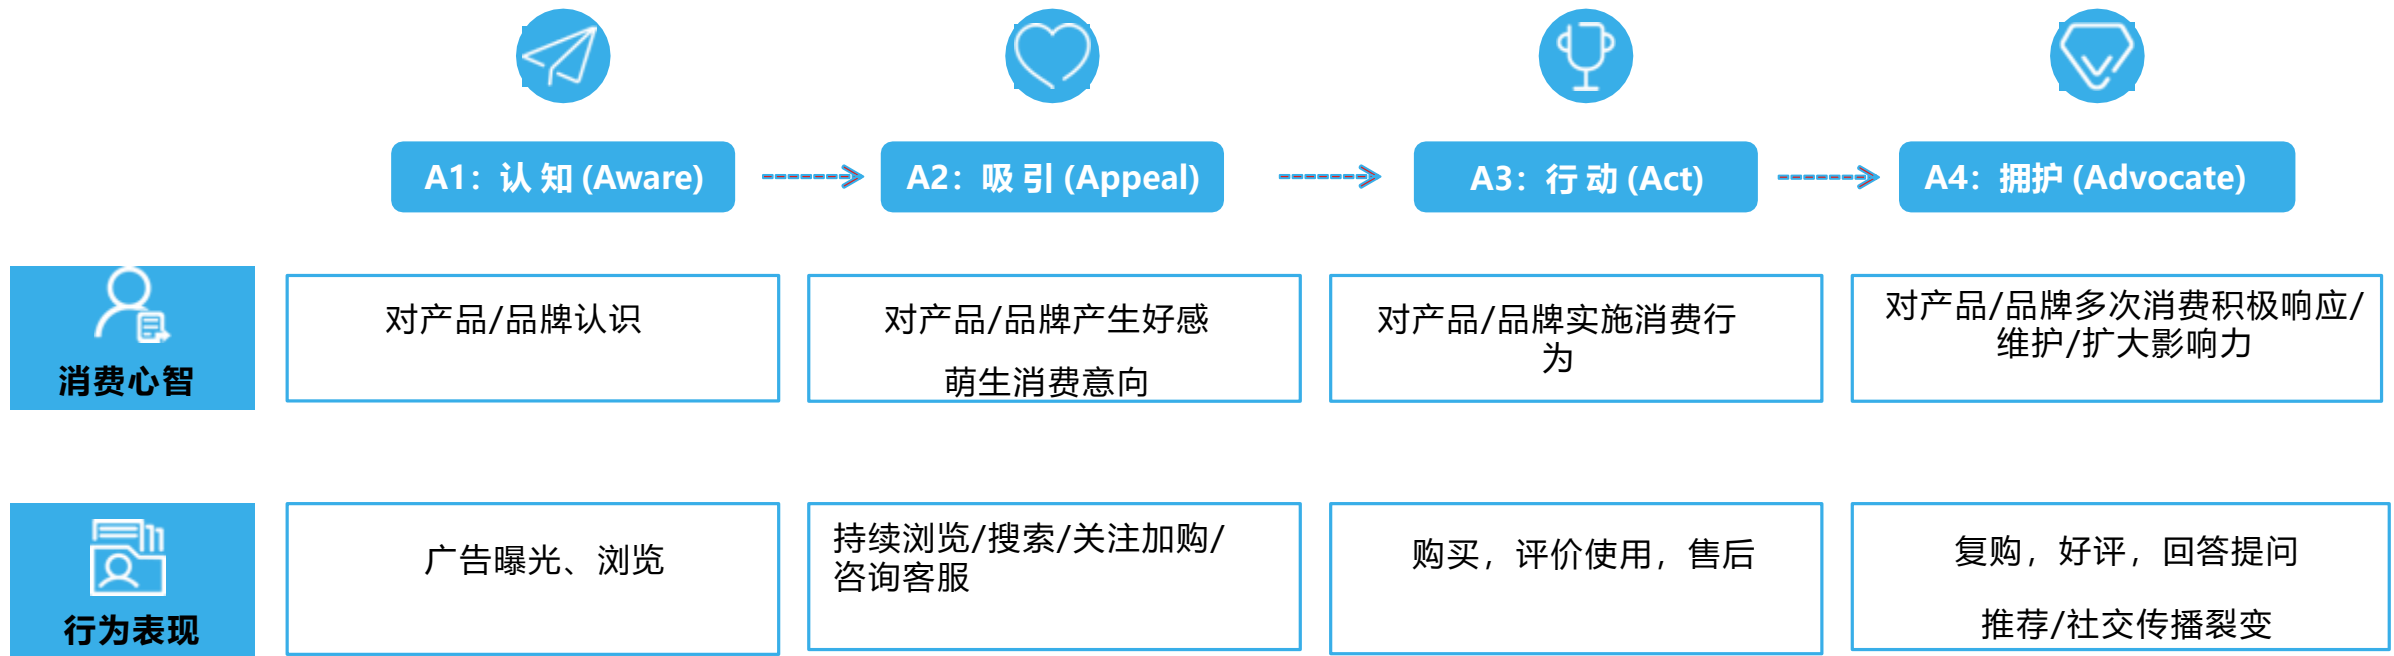 A1：认 知 (Aware)
A2：吸 引 (Appeal)
A3：行 动 (Act)
A4：拥护 (Advocate)
消费心智
对产品/品牌认识
对产品/品牌产生好感
萌生消费意向
对产品/品牌实施消费行
为
对产品/品牌多次消费积极响应/
维护/扩大影响力
行为表现
广告曝光、浏览
持续浏览/搜索/关注加购/
咨询客服
购买，评价使用，售后
复购，好评，回答提问
推荐/社交传播裂变